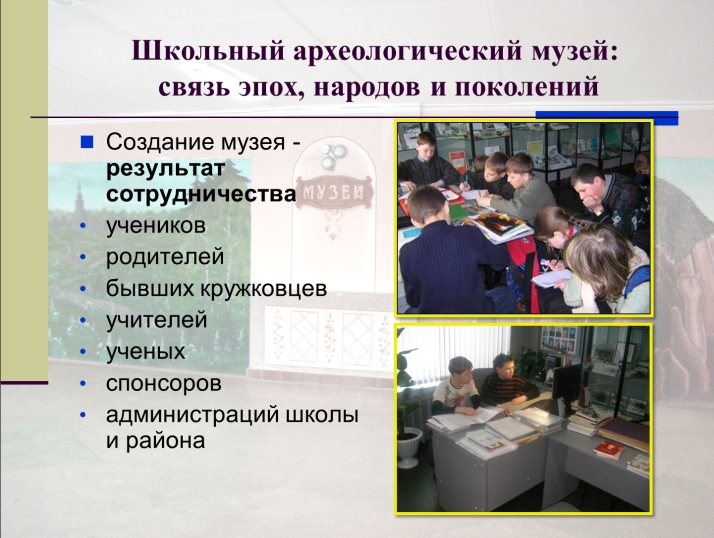 Школьный археологический музей:
связь эпох, народов и поколений
Создание музея -
результат
сотрудничества
учеников
родителей
бывших кружковцев
учителей
ученых
спонсоров
администраций школы
и района
МУЗЕЙ